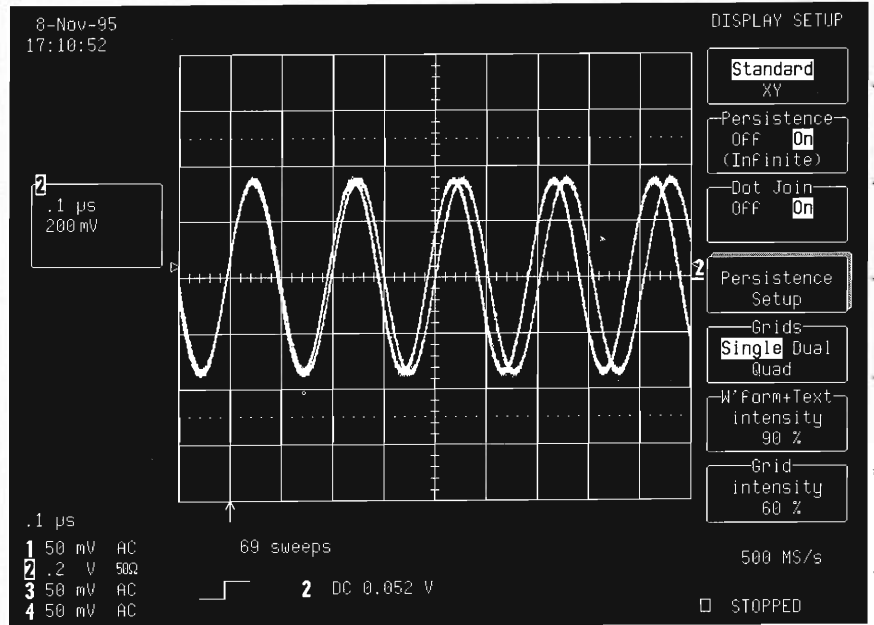 8-Nov-95
17:10:52
DISPLAY SETUP
Standard
XY
Persistence
Off On
(Infinite)
Dot Join
Off On
Persistence
Setup
Grids
Single Dual
Quad
W'form+Text
intensity
90 %
Grid
intensity
60 %
2
.1 µs
200mV
2
.1 µs
1 50 mV AC
2 .2 V 50Ω
3 50 mV AC
4 50 mV AC
69 sweeps
2 DC 0.052 V
500 MS/s
STOPPED